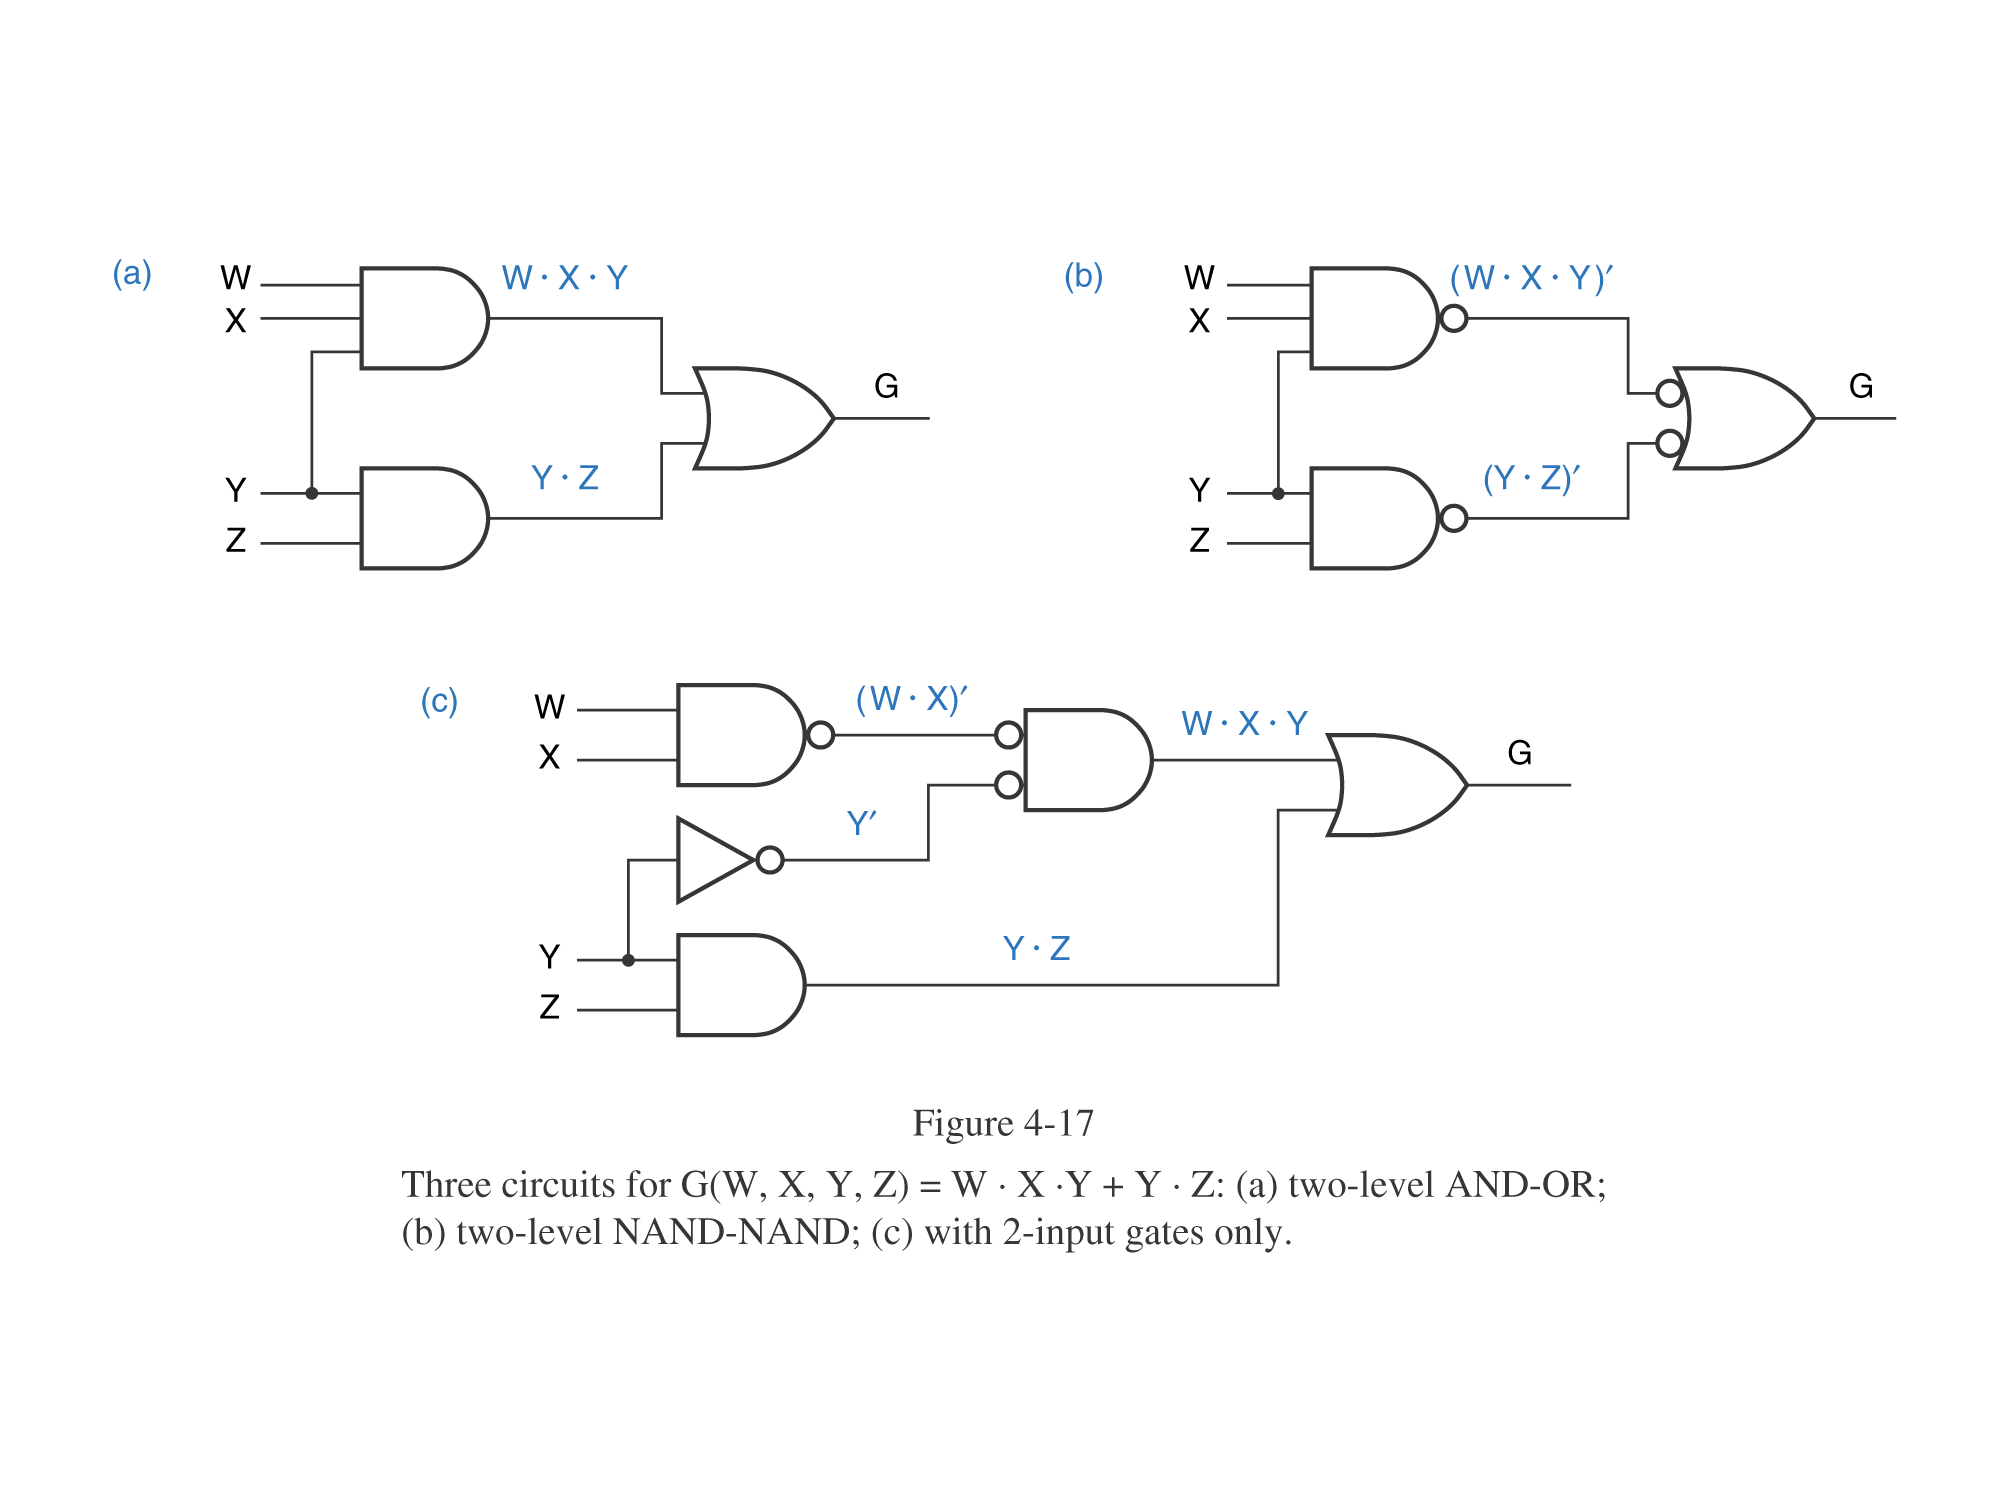 (a)
W
W · X · Y
X
G
Y
Y · Z
Z
(b)
W
(W · X · Y)′
X
G
Y
(Y · Z)′
Z
(c)
W
(W · X)′
W · X · Y
X
G
Y′
Y
Y · Z
Z
Figure 4-17
Three circuits for G(W, X, Y, Z) = W · X ·Y + Y · Z: (a) two-level AND-OR;
(b) two-level NAND-NAND; (c) with 2-input gates only.